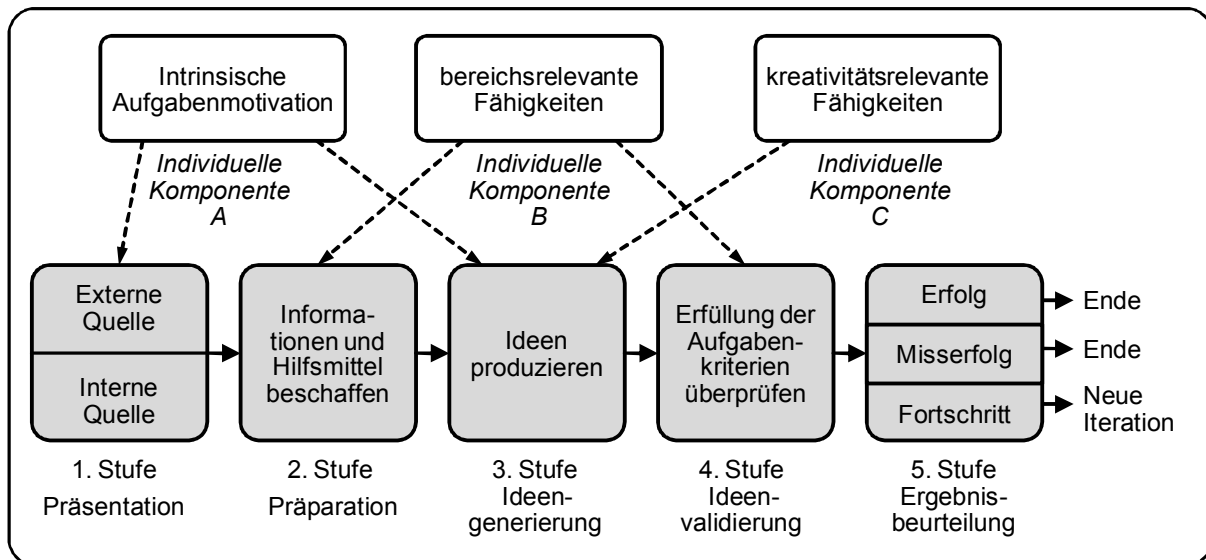 Intrinsische
Aufgabenmotivation
bereichsrelevante
Fähigkeiten
kreativitätsrelevante
Fähigkeiten
Individuelle
Komponente
A
Individuelle
Komponente
B
Individuelle
Komponente
C
Externe
Quelle
Interne
Quelle
Informa-
tionen und
Hilfsmittel
beschaffen
Ideen
produzieren
Erfüllung der
Aufgaben-
kriterien
überprüfen
Erfolg
Misserfolg
Fortschritt
Ende
Ende
Neue
Iteration
1. Stufe
Präsentation
2. Stufe
Präparation
3. Stufe
Ideen-
generierung
4. Stufe
Ideen-
validierung
5. Stufe
Ergebnis-
beurteilung